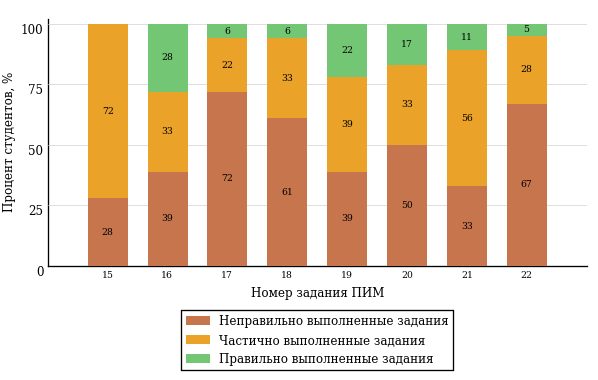 Процент студентов, %
100
75
50
25
0
28 72
39 33 28
72 22 6
61 33 6
39 39 22
50 33 17
33 56 11
67 28 5
15 16 17 18 19 20 21 22
Номер задания ПИМ
Неправильно выполненные задания
Частично выполненные задания
Правильно выполненные задания